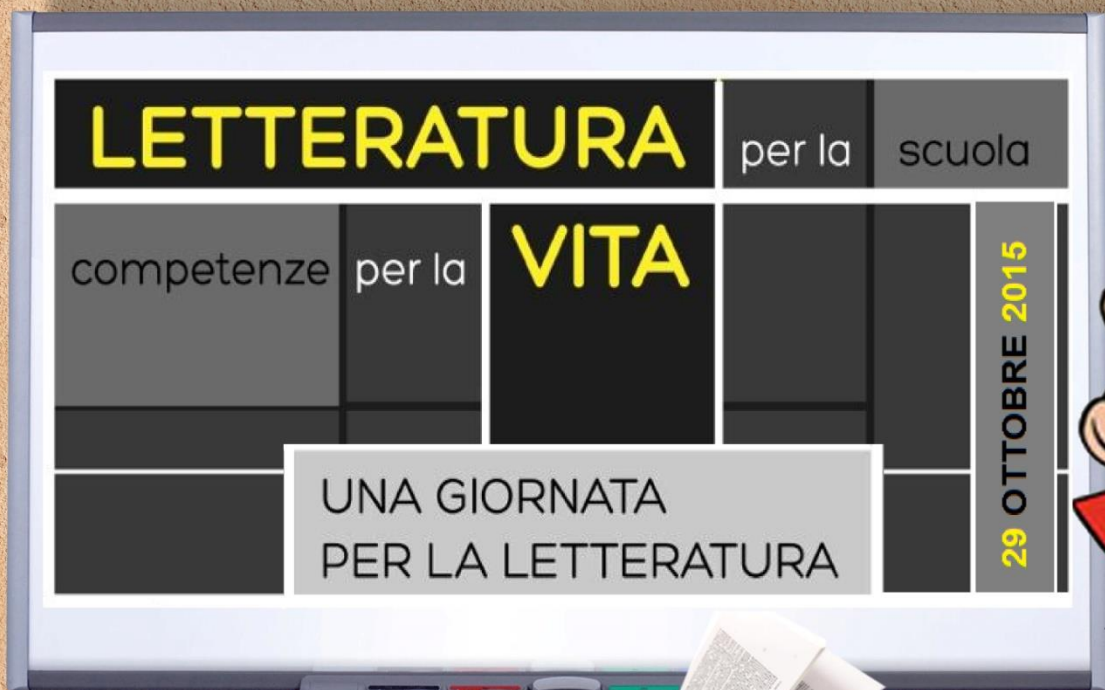 LETTERATURA per la scuola
competenze per la VITA
29 OTTOBRE 2015
UNA GIORNATA
PER LA LETTERATURA